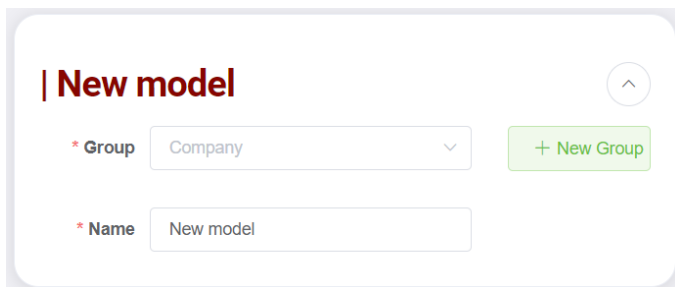 | New model
* Group Company + New Group
* Name New model